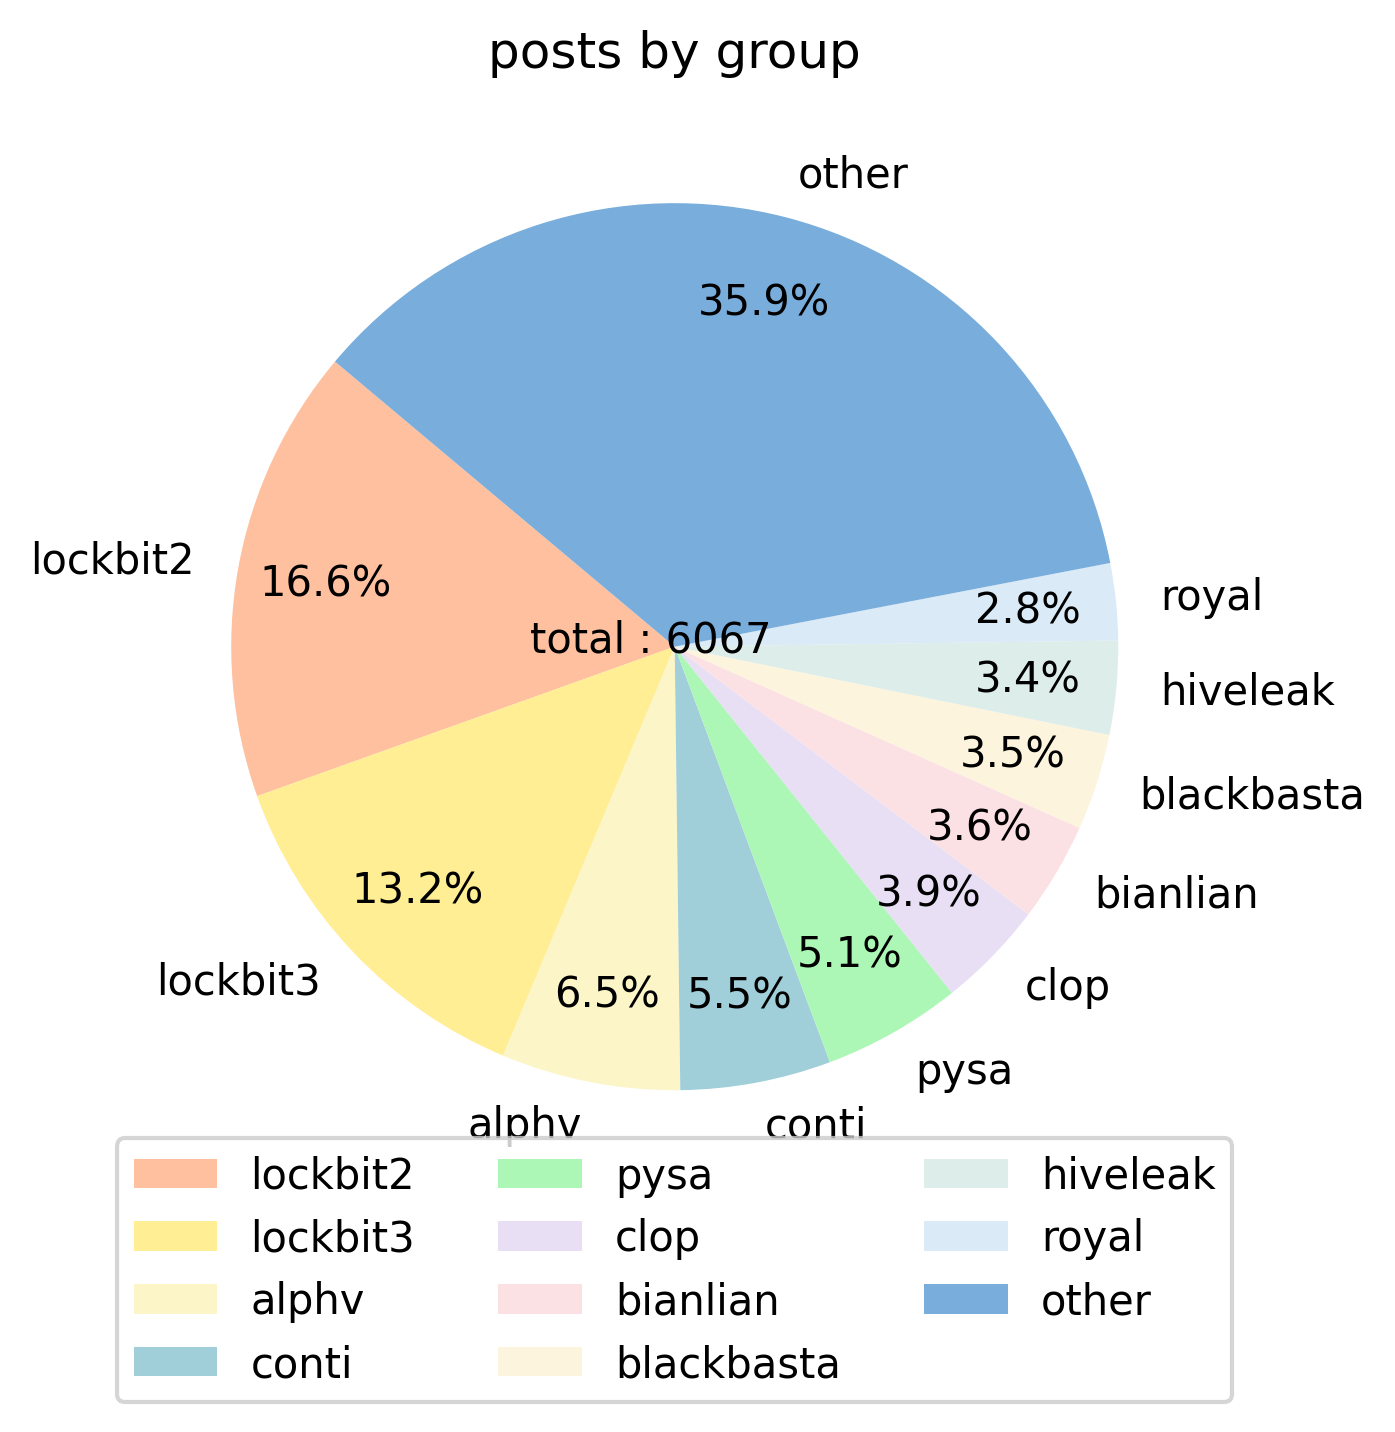 posts by group
other
35.9%
lockbit2
16.6%
total : 6067
2.8%
royal
3.4%
hiveleak
3.5%
blackbasta
3.6%
bianlian
3.9%
clop
13.2%
lockbit3
5.1%
pysa
6.5%
5.5%
alphv
conti
lockbit2
lockbit3
alphv
conti
pysa
clop
bianlian
blackbasta
hiveleak
royal
other